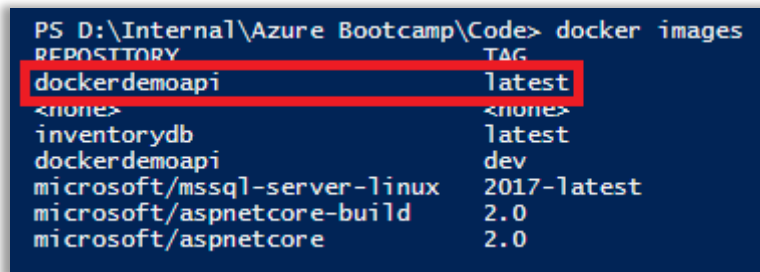 PS D:\Internal\Azure Bootcamp\Code> docker images
REPOSITORY TAG
dockerdemoapi latest
<none> <none>
inventorydb latest
dockerdemoapi dev
microsoft/mssql-server-linux 2017-latest
microsoft/aspnetcore-build 2.0
microsoft/aspnetcore 2.0